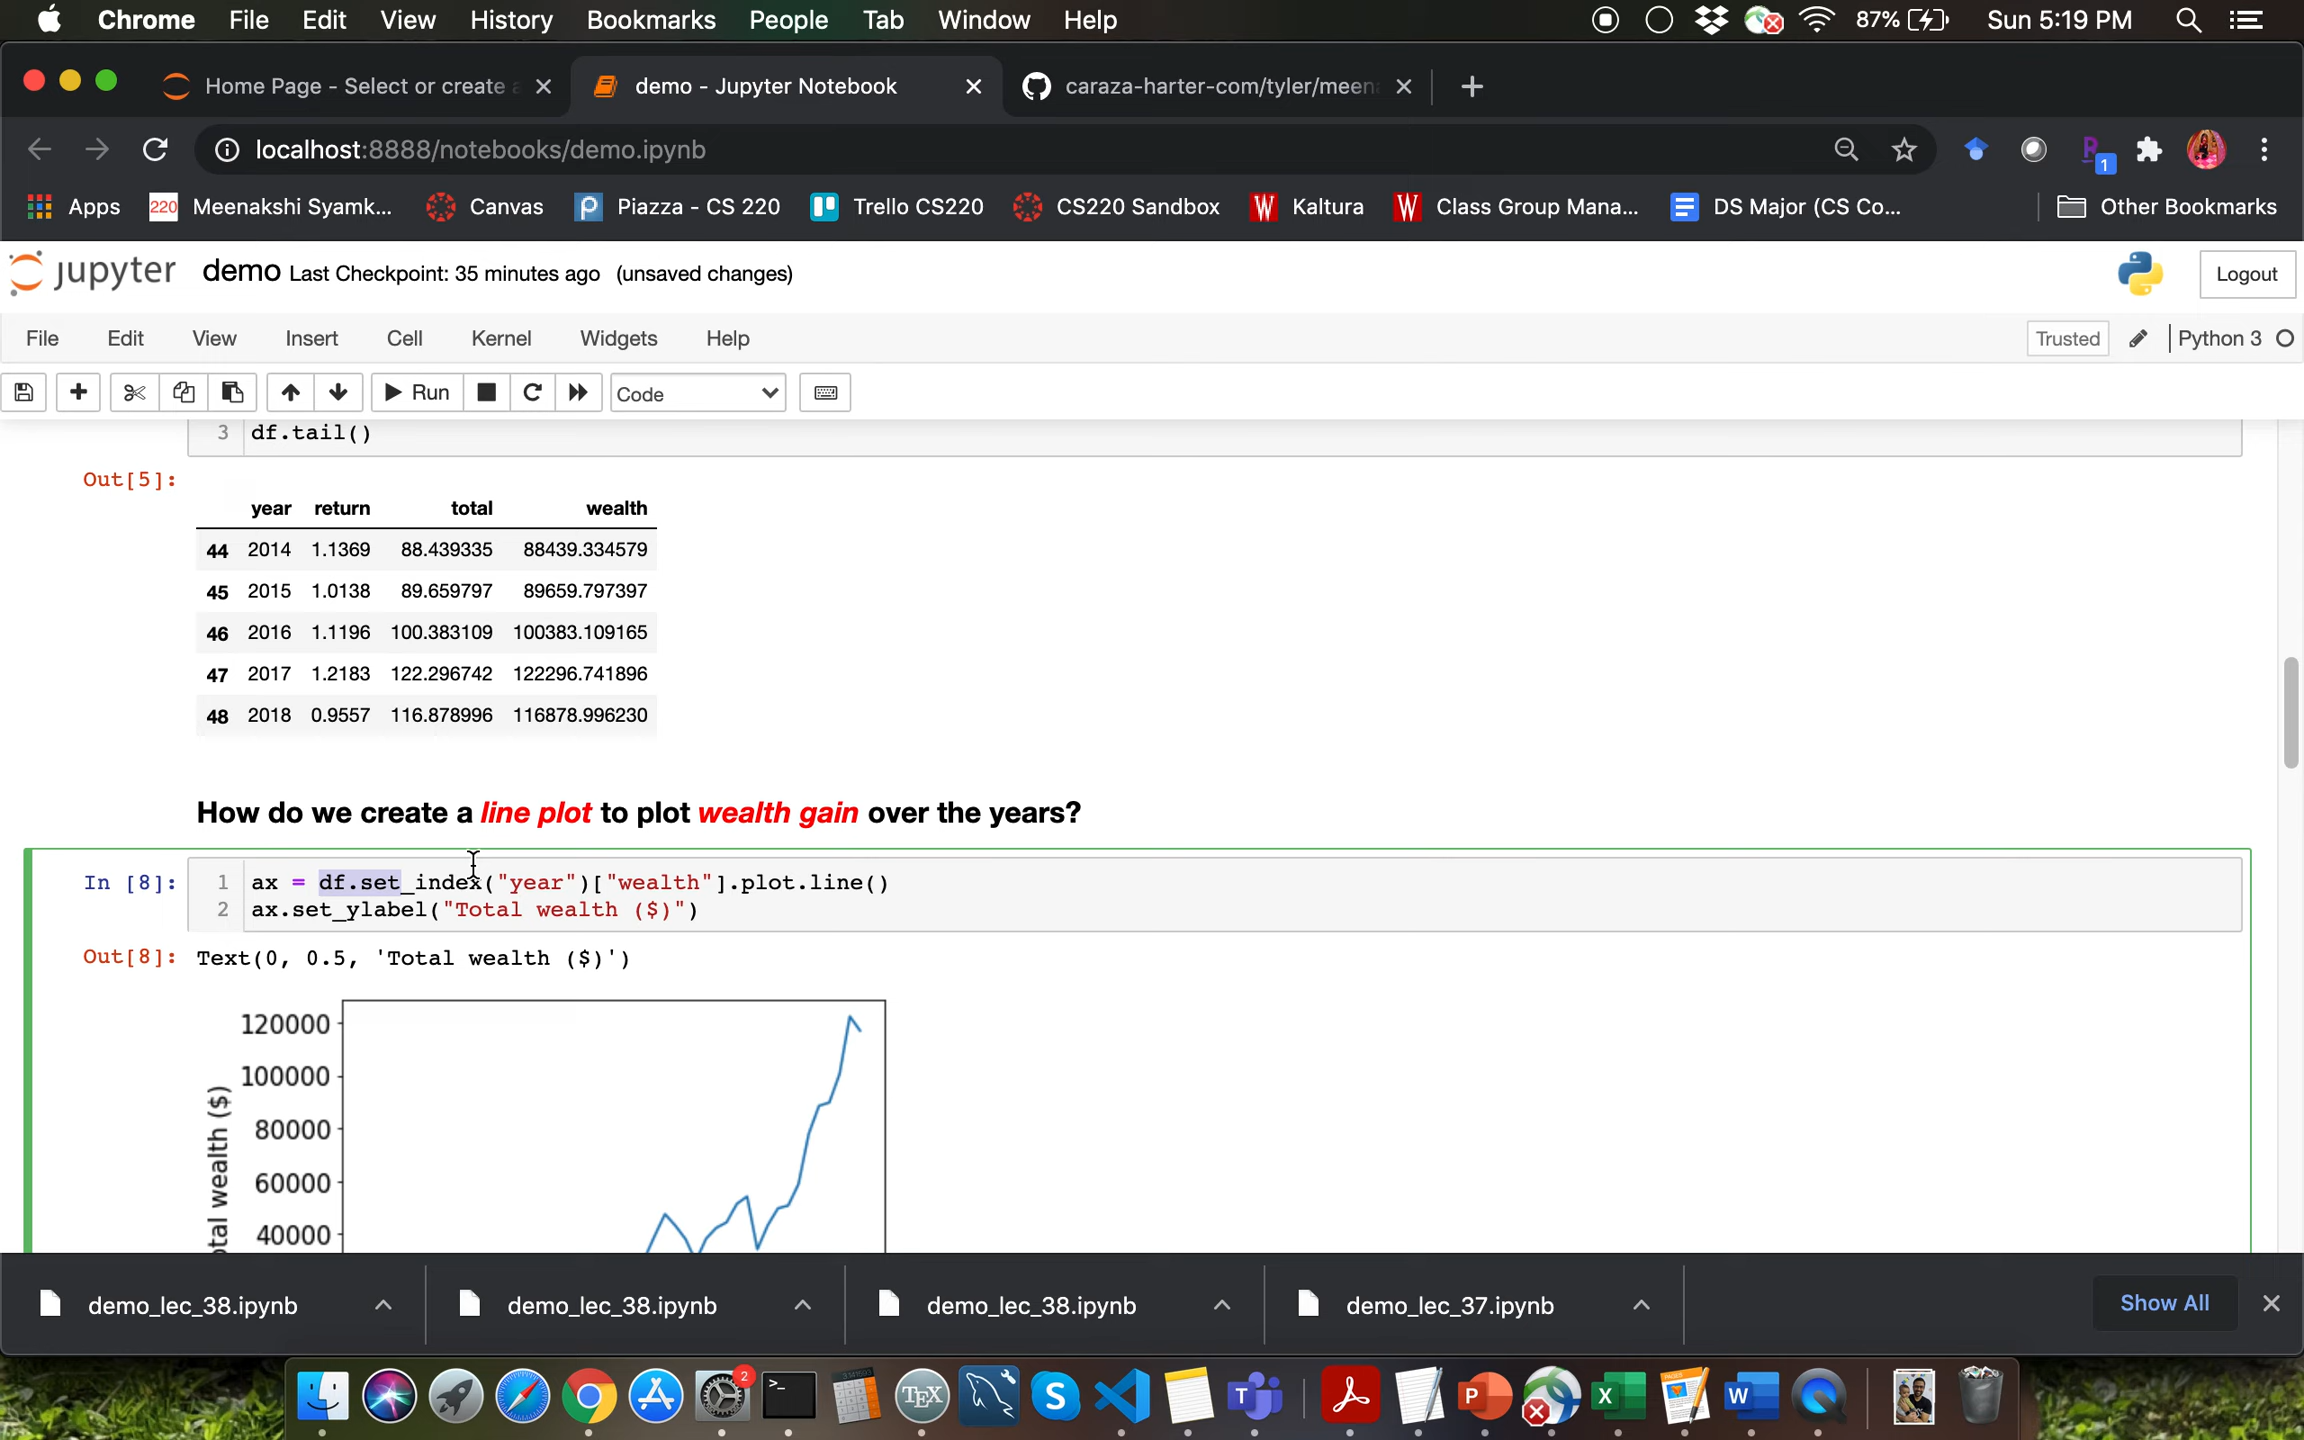 Chrome File Edit View History Bookmarks People Tab Window Help 87% Sun 5:19 PM
Home Page - Select or create a demo - Jupyter Notebook caraza-harter-com/tyler/meena
localhost:8888/notebooks/demo.ipynb 1
Apps 220 Meenakshi Syamk... Canvas Piazza - CS 220 Trello CS220 CS220 Sandbox Kaltura Class Group Mana... DS Major (CS Co... Other Bookmarks
jupyter demo Last Checkpoint: 35 minutes ago (unsaved changes) Logout
File Edit View Insert Cell Kernel Widgets Help Trusted Python 3
Run Code
3 df.tail()
Out[5]:
year return total wealth
44 2014 1.1369 88.439335 88439.334579
45 2015 1.0138 89.659797 89659.797397
46 2016 1.1196 100.383109 100383.109165
47 2017 1.2183 122.296742 122296.741896
48 2018 0.9557 116.878996 116878.996230
How do we create a line plot to plot wealth gain over the years?
In [8]: 1 ax = df.set_index("year")["wealth"].plot.line()
2 ax.set_ylabel("Total wealth ($)")
Out[8]: Text(0, 0.5, 'Total wealth ($)')
120000
100000
80000
60000
40000
otal wealth ($)
demo_lec_38.ipynb demo_lec_38.ipynb demo_lec_38.ipynb demo_lec_37.ipynb Show All
2
TEX